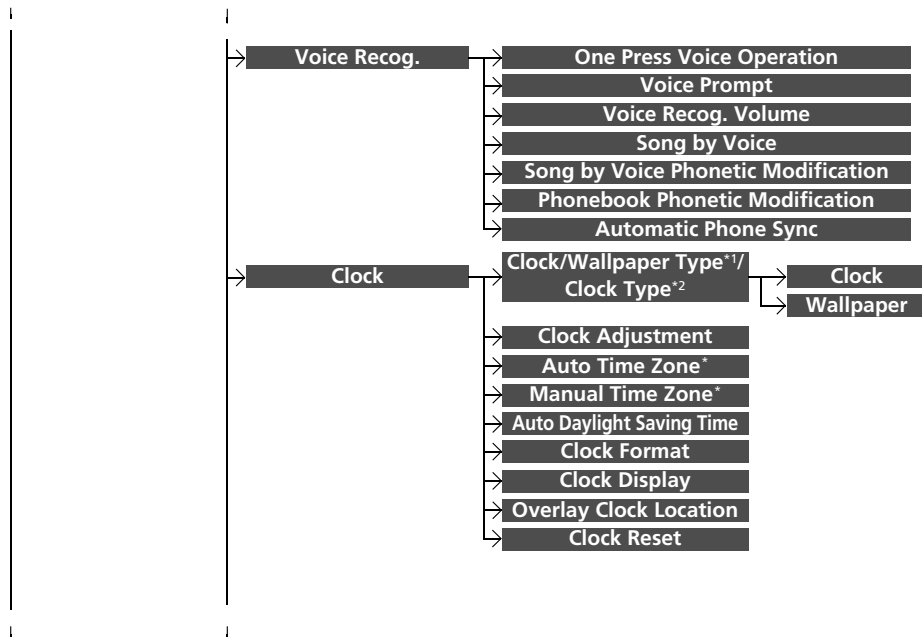 Voice Recog.
One Press Voice Operation
Voice Prompt
Voice Recog. Volume
Song by Voice
Song by Voice Phonetic Modification
Phonebook Phonetic Modification
Automatic Phone Sync
Clock
Clock/Wallpaper Type*1/
Clock Type*2
Clock
Wallpaper
Clock Adjustment
Auto Time Zone*
Manual Time Zone*
Auto Daylight Saving Time
Clock Format
Clock Display
Overlay Clock Location
Clock Reset